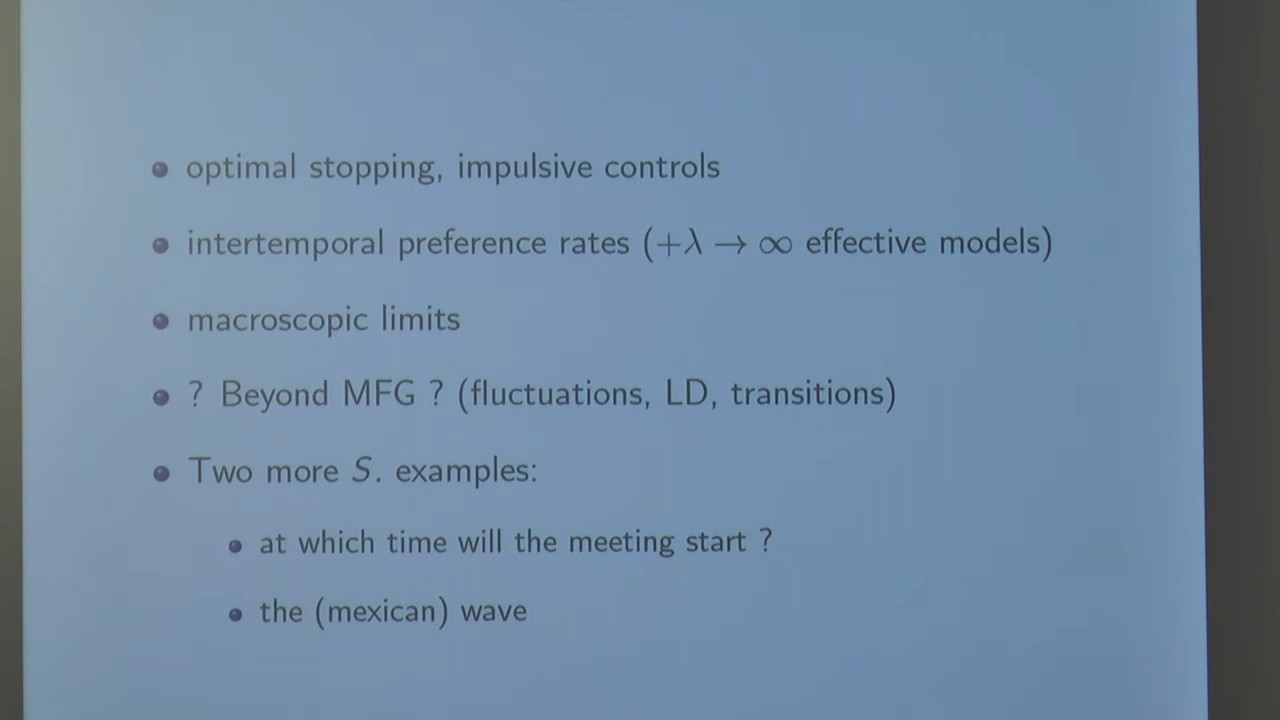 optimal stopping, impulsive controls
intertemporal preference rates (+λ → ∞ effective models)
macroscopic limits
? Beyond MFG ? (fluctuations, LD, transitions)
Two more S. examples:
at which time will the meeting start ?
the (mexican) wave